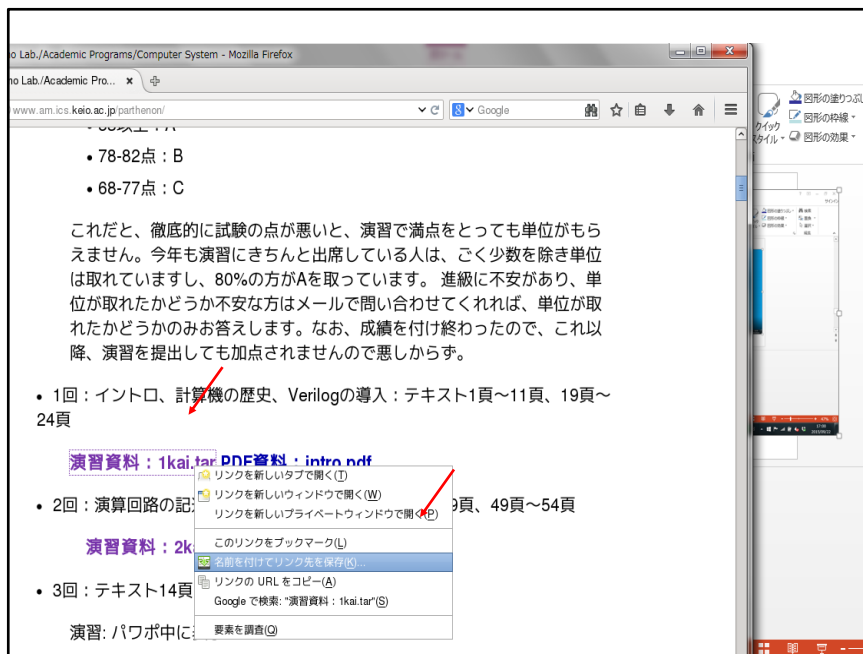 o Lab./Academic Programs/Computer System - Mozilla Firefox
no Lab./Academic Pro...
www.am.ics.keio.ac.jp/parthenon/
Google
クイック
スタイル
図形の塗りつぶし
図形の枠線
図形の効果
• 78-82点：B
• 68-77点：C
これだと、徹底的に試験の点が悪いと、演習で満点をとっても単位がもら
えません。今年も演習にきちんと出席している人は、ごく少数を除き単位
は取れていますし、80%の方がAを取っています。 進級に不安があり、単
位が取れたかどうか不安な方はメールで問い合わせてくれれば、単位が取
れたかどうかのみお答えします。なお、成績を付け終わったので、これ以
降、演習を提出しても加点されませんので悪しからず。
• 1回：イントロ、計算機の歴史、Verilogの導入：テキスト1頁～11頁、19頁～
24頁
演習資料：1kai.tar PDF資料：intro.pdf
リンクを新しいタブで開く(T)
リンクを新しいウィンドウで開く(W)
リンクを新しいプライベートウィンドウで開く(P)
• 2回：演算回路の記 9頁、49頁～54頁
このリンクをブックマーク(L)
演習資料：2k
名前を付けてリンク先を保存(K)...
リンクの URL をコピー(A)
• 3回：テキスト14頁
Google で検索: "演習資料：1kai.tar"(S)
要素を調査(Q)
演習: パワポ中に